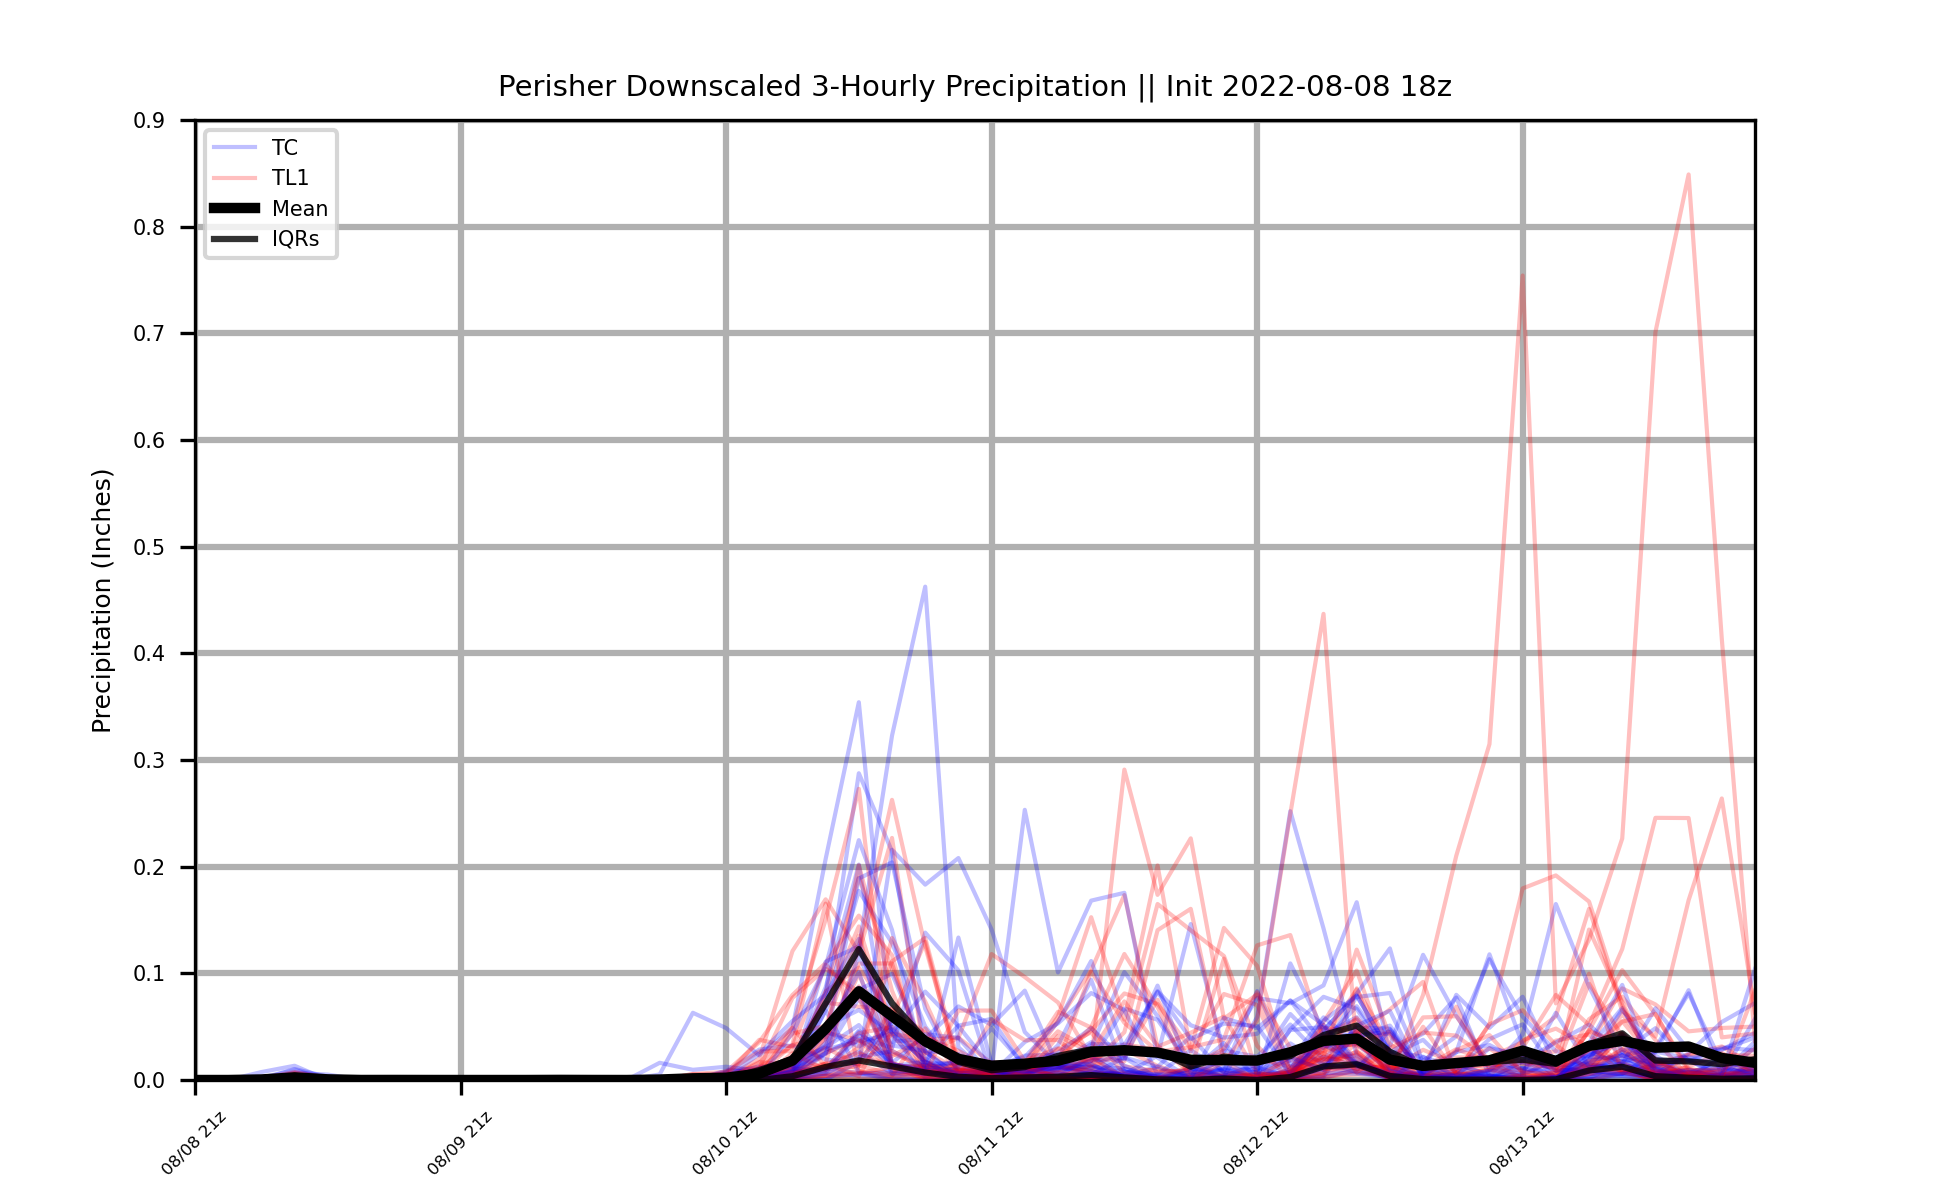 Perisher Downscaled 3-Hourly Precipitation || Init 2022-08-08 18z
TC
TL1
Mean
IQRs
Precipitation (Inches)
0.9
0.8
0.7
0.6
0.5
0.4
0.3
0.2
0.1
0.0
08/08 21z
08/09 21z
08/10 21z
08/11 21z
08/12 21z
08/13 21z